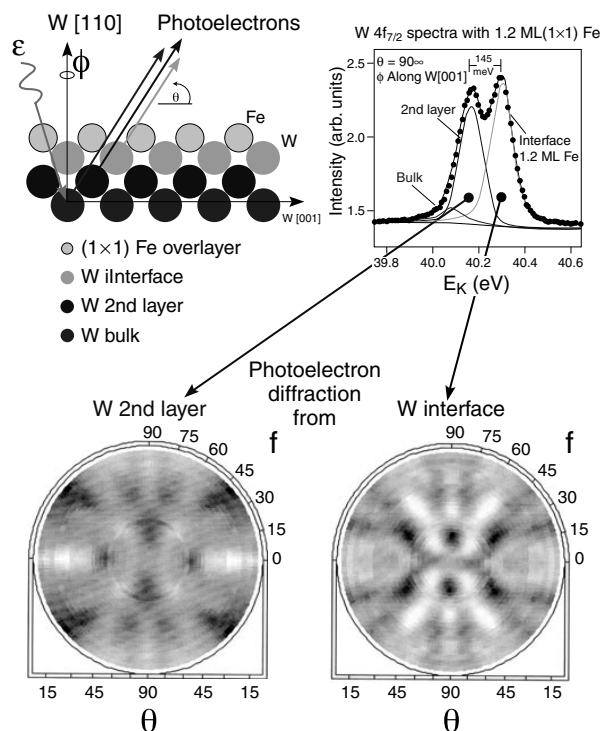 W [110]
Photoelectrons
ε
ϕ
θ
Fe
W
W [001]
(1×1) Fe overlayer
W iInterface
W 2nd layer
W bulk
W 4f7/2 spectra with 1.2 ML(1×1) Fe
θ = 90∞
ϕ Along W[001]
145
meV
2nd layer
Interface
1.2 ML Fe
Bulk
Intensity (arb. units)
2.5
2.0
1.5
39.8 40.0 40.2 40.4 40.6
EK (eV)
Photoelectron
diffraction
from
W 2nd layer
W interface
90 75 60 45 30 15 0
f
90 75 60 45 30 15 0
f
15 45 90 45 15
θ
15 45 90 45 15
θ